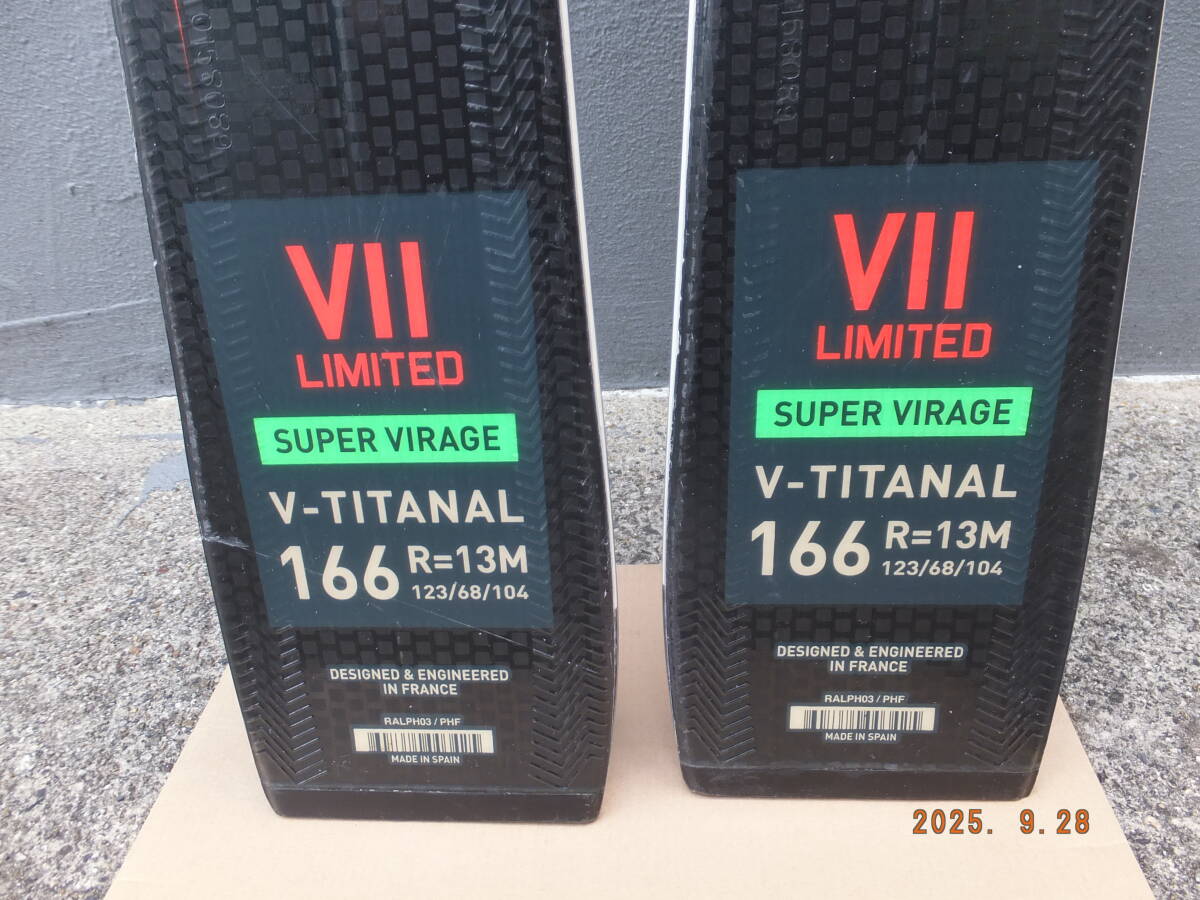 VII
LIMITED
SUPER VIRAGE
V-TITANAL
166 R=13M
123/68/104
DESIGNED & ENGINEERED
IN FRANCE
RALPH03 / PHF
MADE IN SPAIN
VII
LIMITED
SUPER VIRAGE
V-TITANAL
166 R=13M
123/68/104
DESIGNED & ENGINEERED
IN FRANCE
RALPH03 / PHF
MADE IN SPAIN
2025. 9.28